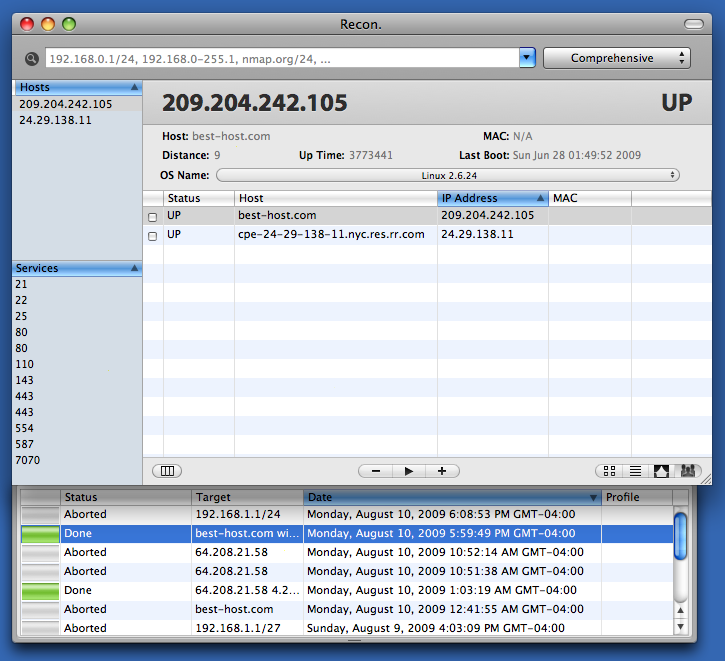 Recon.
192.168.0.1/24, 192.168.0-255.1, nmap.org/24, ...
Comprehensive
Hosts
209.204.242.105
24.29.138.11
Services
21
22
25
80
80
110
143
443
443
554
587
7070
209.204.242.105 UP
Host: best-host.com MAC: N/A
Distance: 9 Up Time: 3773441 Last Boot: Sun Jun 28 01:49:52 2009
OS Name: Linux 2.6.24
Status Host IP Address MAC
UP best-host.com 209.204.242.105
UP cpe-24-29-138-11.nyc.res.rr.com 24.29.138.11
Status Target Date Profile
Aborted 192.168.1.1/24 Monday, August 10, 2009 6:08:53 PM GMT-04:00
Done best-host.com wi... Monday, August 10, 2009 5:59:49 PM GMT-04:00
Aborted 64.208.21.58 Monday, August 10, 2009 10:52:14 AM GMT-04:00
Aborted 64.208.21.58 Monday, August 10, 2009 10:51:38 AM GMT-04:00
Done 64.208.21.58 4.2... Monday, August 10, 2009 1:03:19 AM GMT-04:00
Aborted best-host.com Monday, August 10, 2009 12:41:55 AM GMT-04:00
Aborted 192.168.1.1/27 Sunday, August 9, 2009 4:03:09 PM GMT-04:00